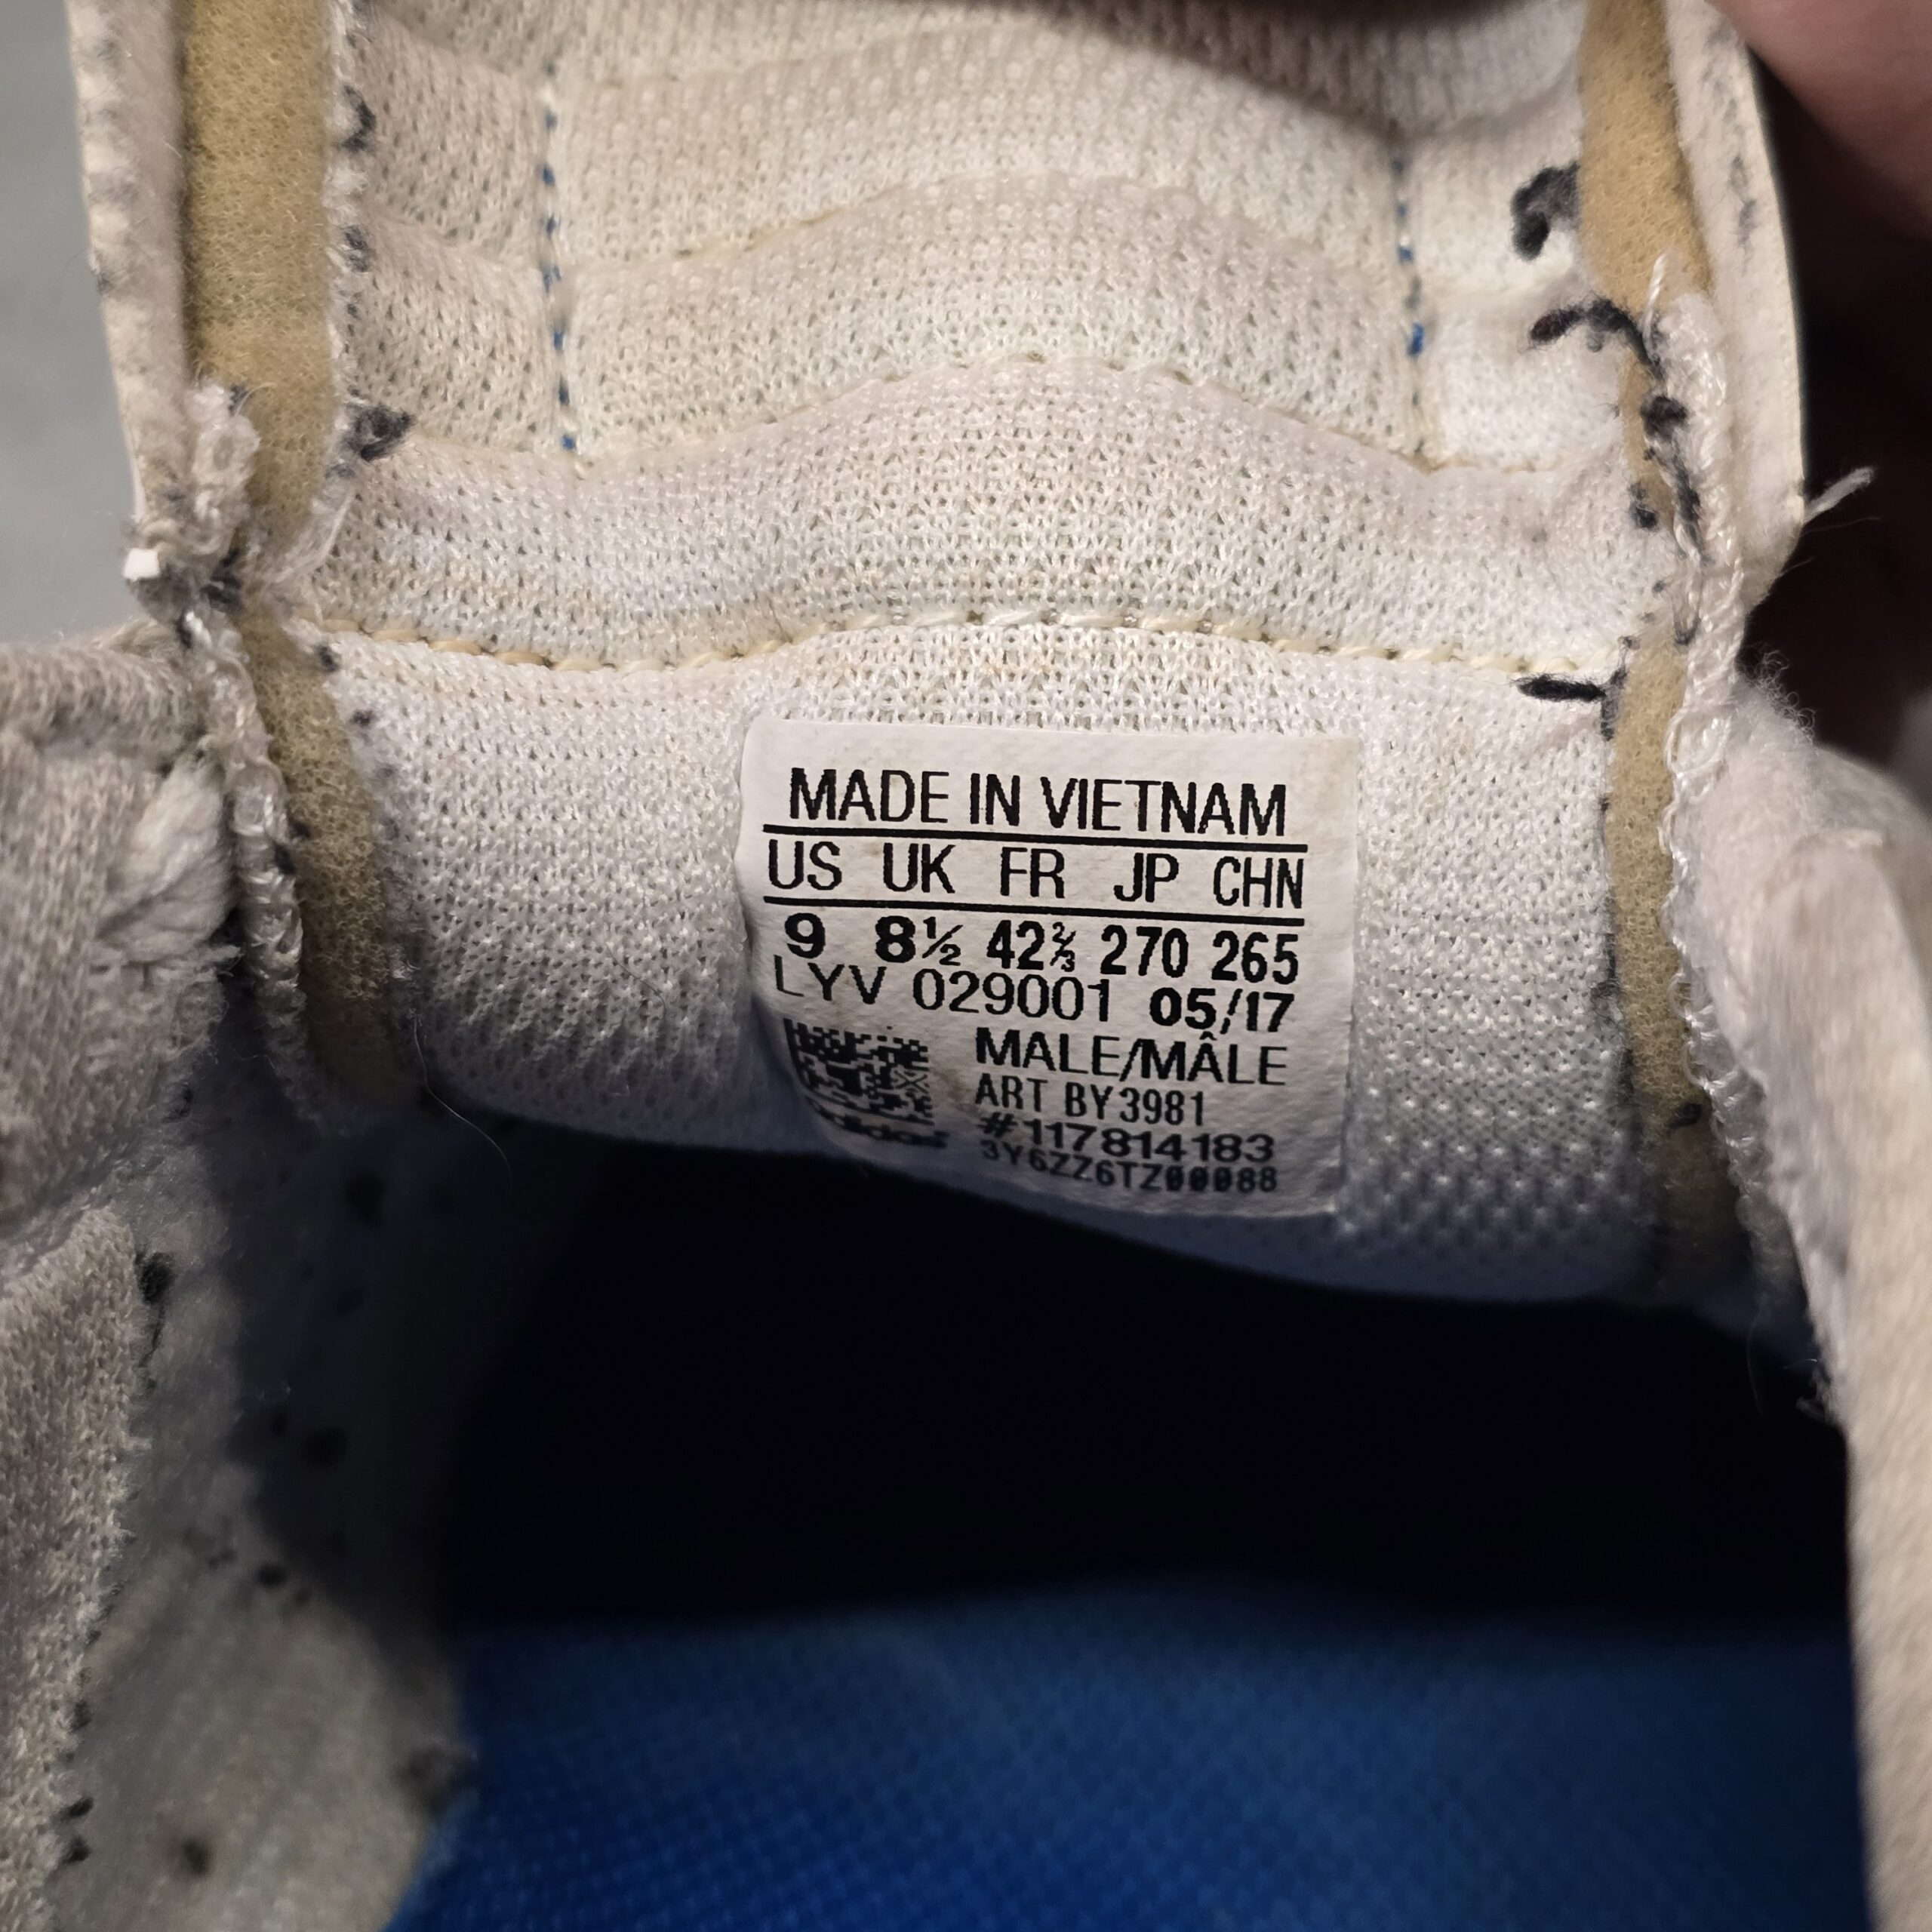 MADE IN VIETNAM
US UK FR JP CHN
9 8½ 42⅔ 270 265
LYV 029001 05/17
MALE/MÂLE
ART BY3981
#117814183
adidas 3Y6ZZ6TZ00088